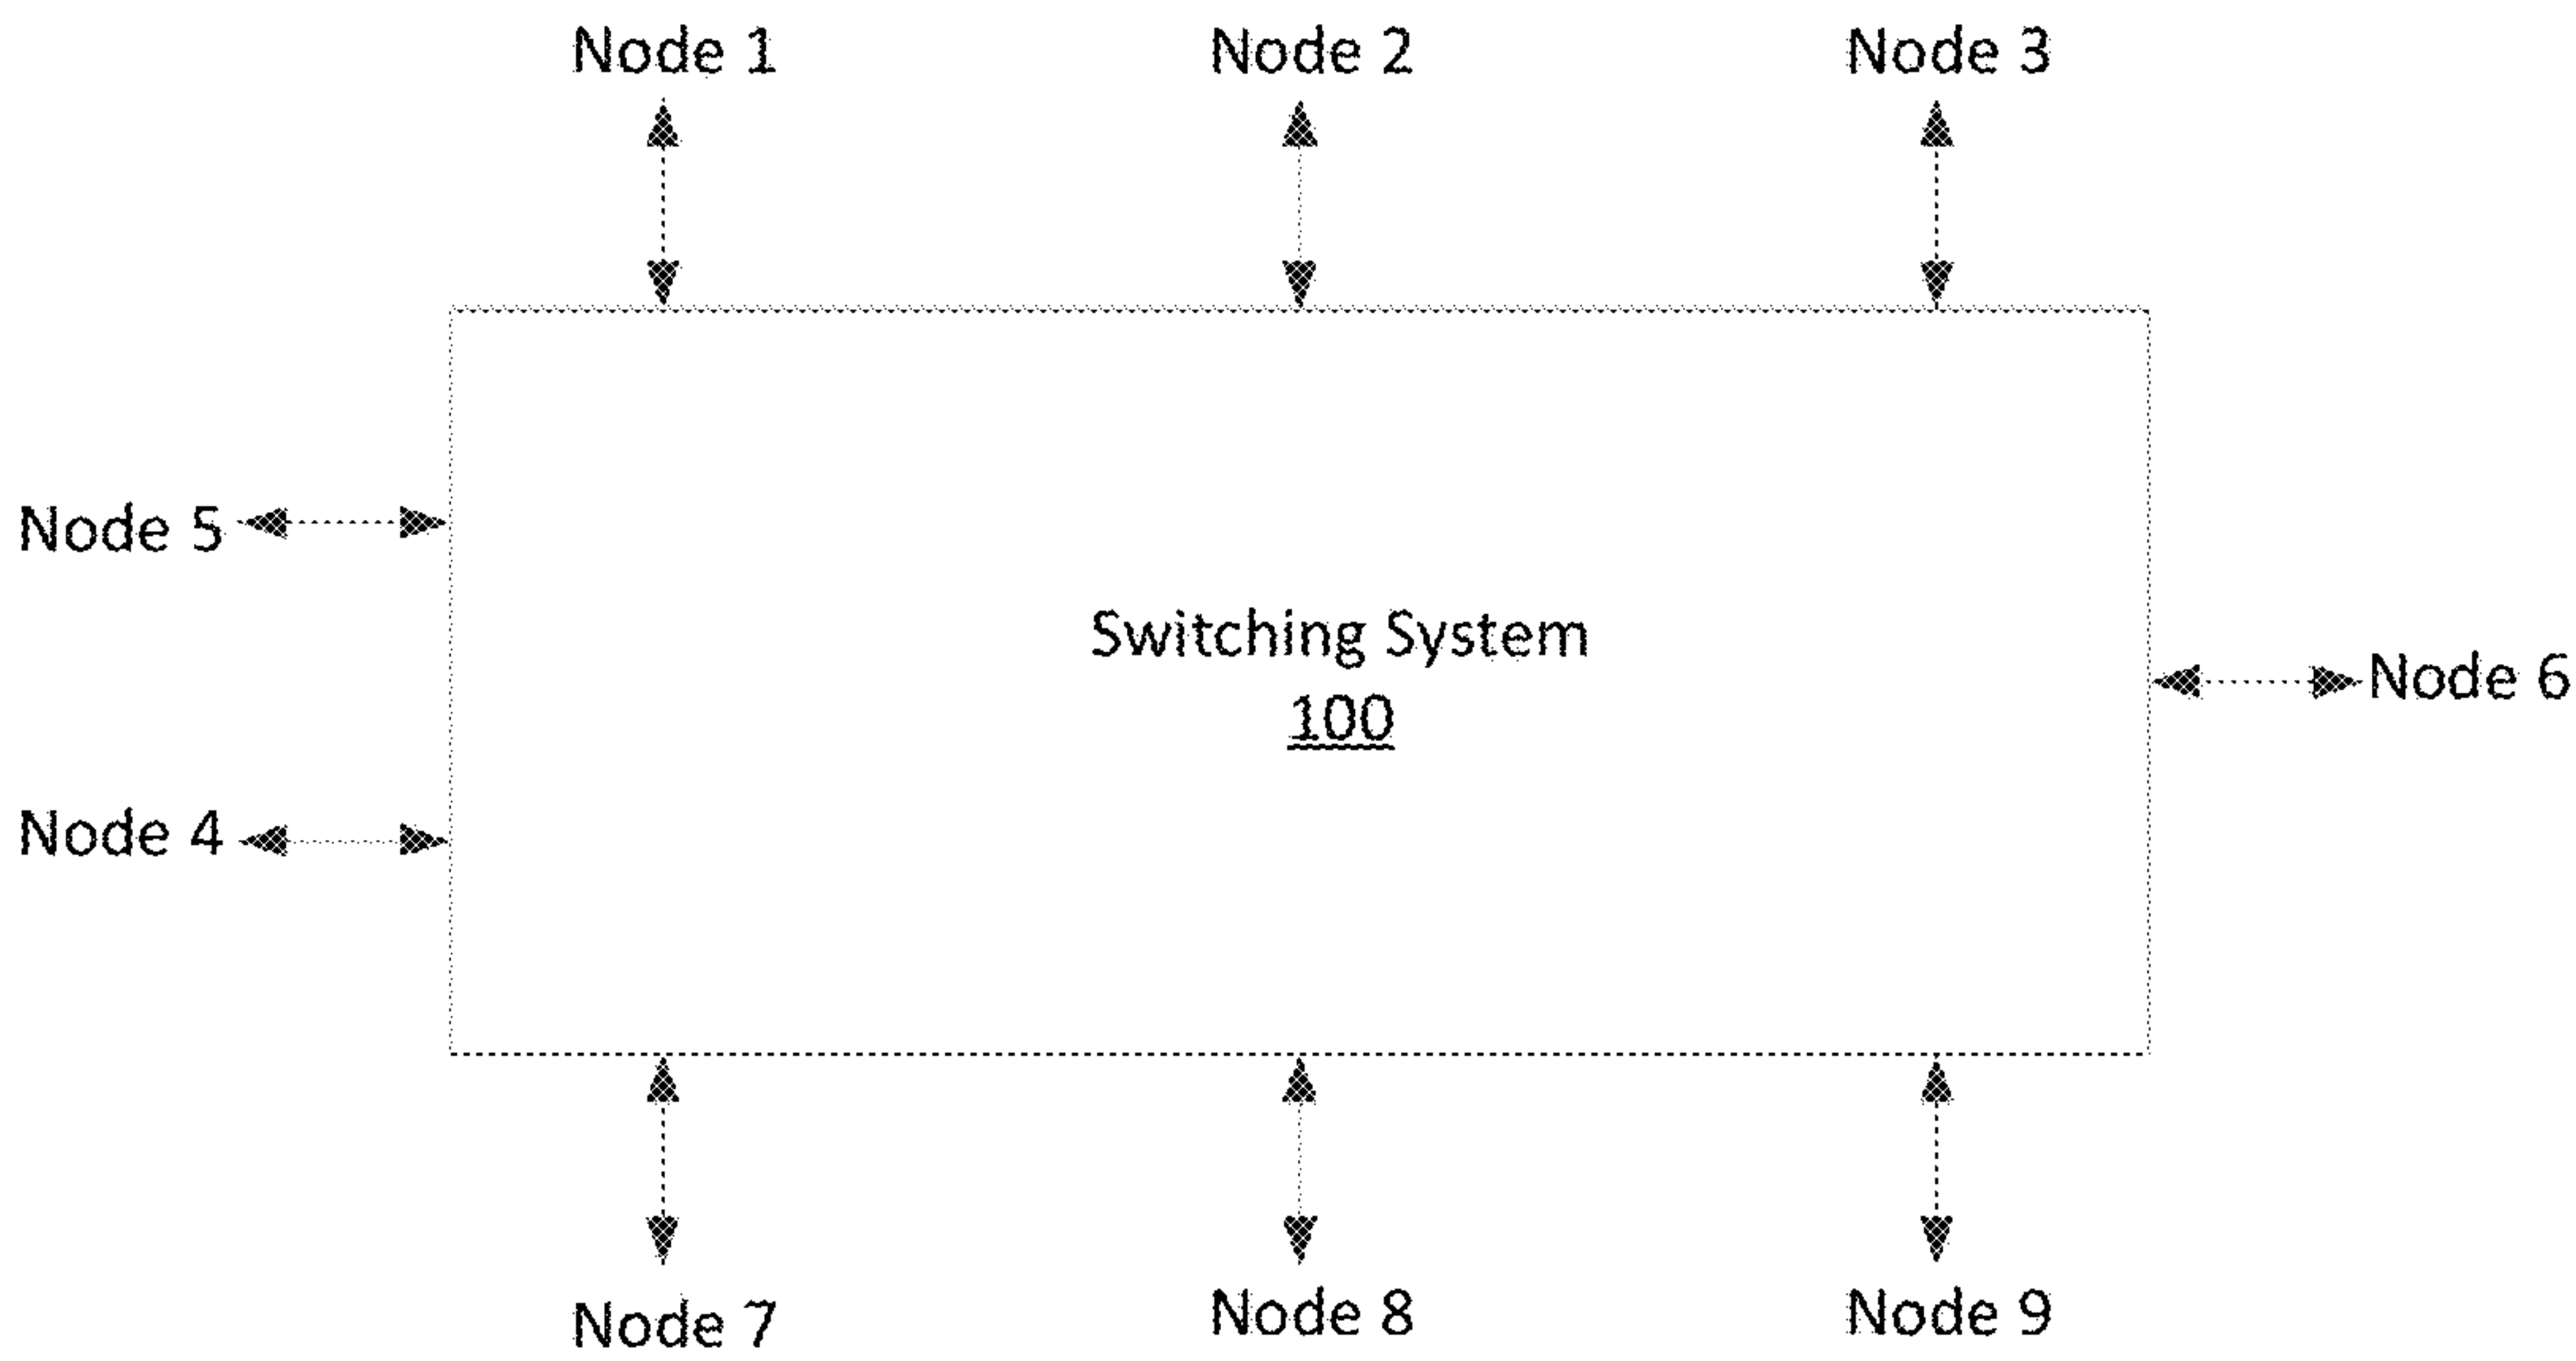 Node 1
Node 2
Node 3
Node 5
Switching System
100
Node 6
Node 4
Node 7
Node 8
Node 9